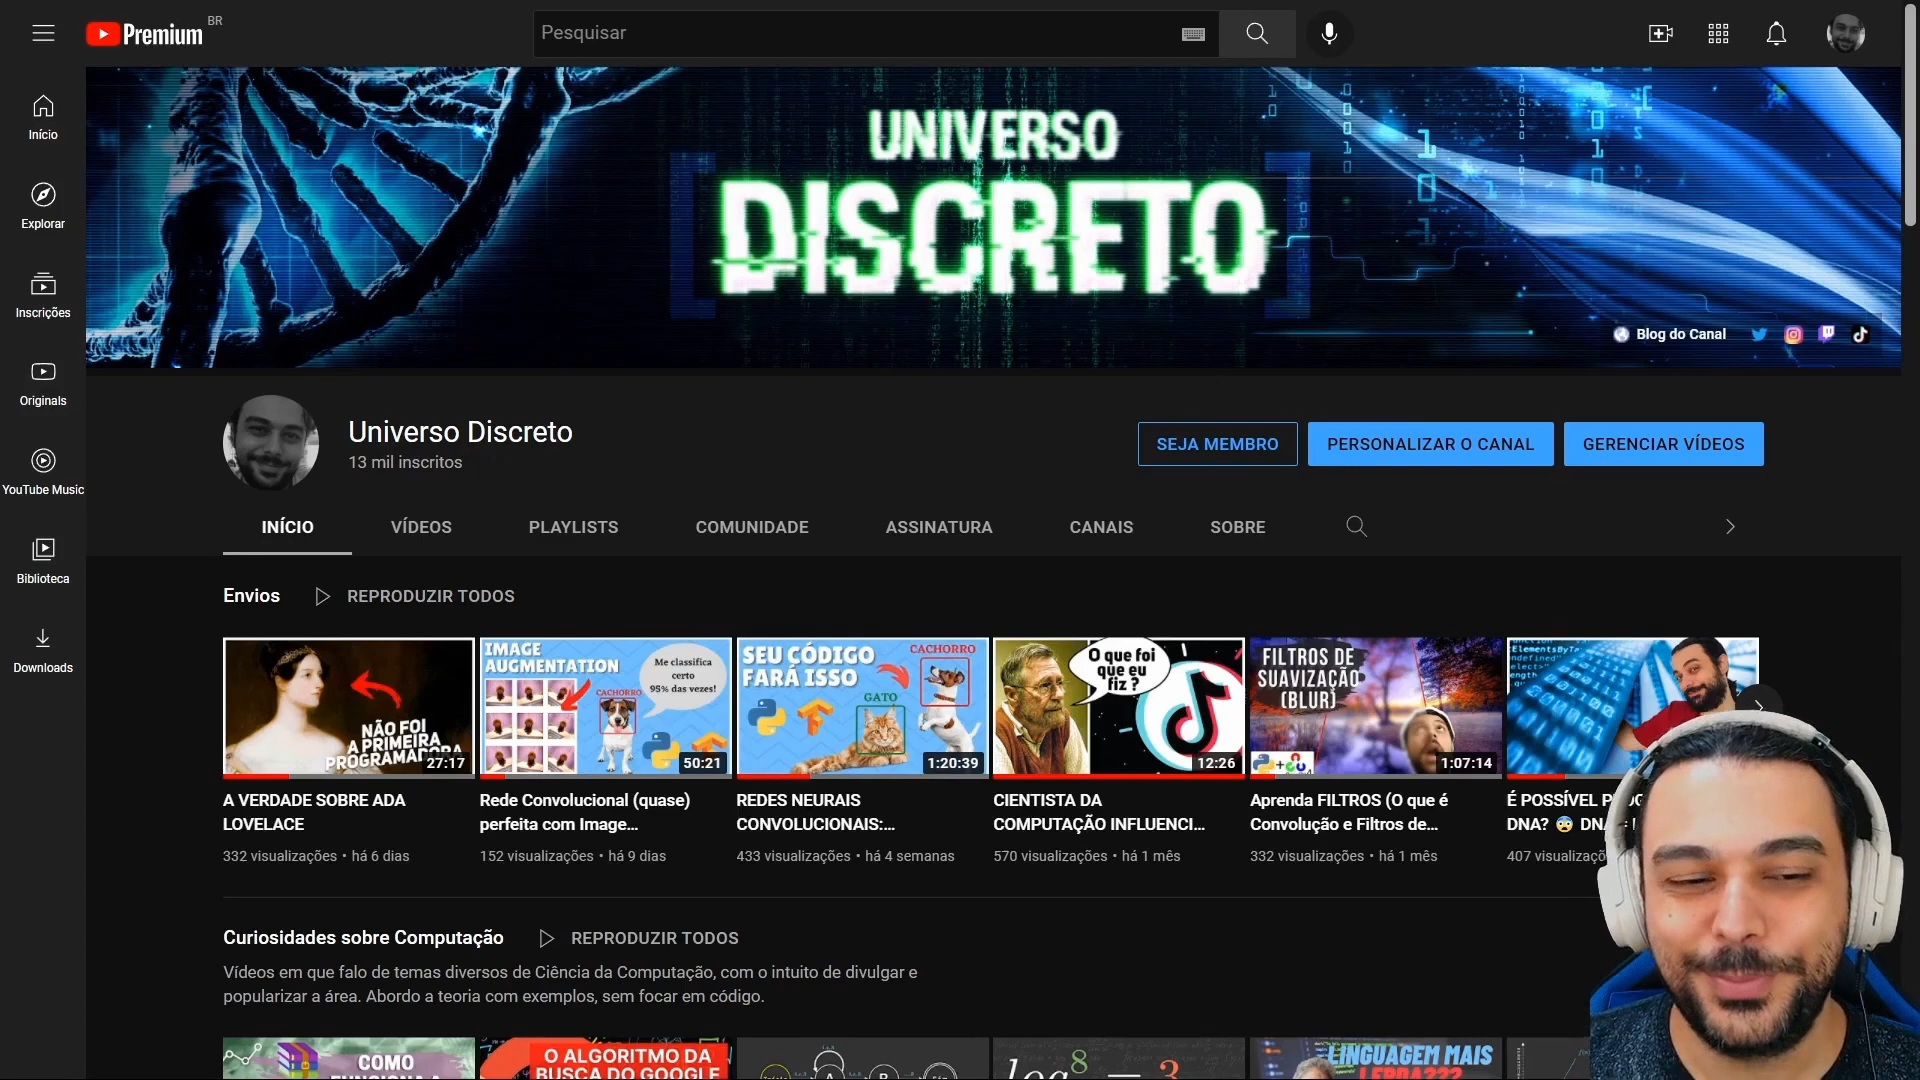 Premium
BR
Pesquisar
Início
Explorar
Inscrições
Originals
YouTube Music
Biblioteca
Downloads
UNIVERSO
DISCRETO
Blog do Canal
Universo Discreto
13 mil inscritos
SEJA MEMBRO
PERSONALIZAR O CANAL
GERENCIAR VÍDEOS
INÍCIO
VÍDEOS
PLAYLISTS
COMUNIDADE
ASSINATURA
CANAIS
SOBRE
Envios
REPRODUZIR TODOS
NÃO FOI
A PRIMEIRA
PROGRAMADORA
27:17
A VERDADE SOBRE ADA
LOVELACE
332 visualizações • há 6 dias
IMAGE
AUGMENTATION
Me classifica
certo
95% das vezes!
CACHORRO
50:21
Rede Convolucional (quase)
perfeita com Image...
152 visualizações • há 9 dias
SEU CÓDIGO
FARÁ ISSO
CACHORRO
GATO
1:20:39
REDES NEURAIS
CONVOLUCIONAIS:...
433 visualizações • há 4 semanas
O que foi
que eu
fiz ?
12:26
CIENTISTA DA
COMPUTAÇÃO INFLUENCI...
570 visualizações • há 1 mês
FILTROS DE
SUAVIZAÇÃO
(BLUR)
1:07:14
Aprenda FILTROS (O que é
Convolução e Filtros de...
332 visualizações • há 1 mês
É POSSÍVEL
DNA? 😨
407
Curiosidades sobre Computação
REPRODUZIR TODOS
Vídeos em que falo de temas diversos de Ciência da Computação, com o intuito de divulgar e
popularizar a área. Abordo a teoria com exemplos, sem focar em código.
COMO
O ALGORITMO DA
BUSCA DO GOOGLE
LINGUAGEM MAIS